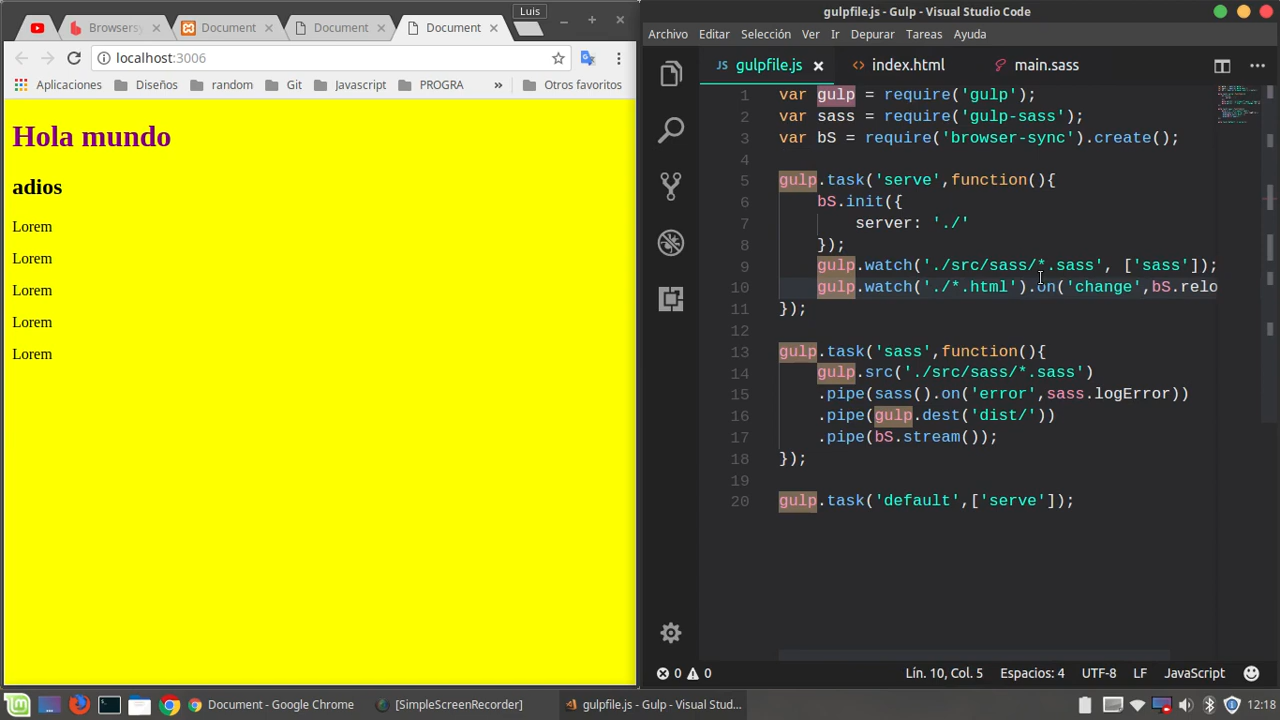 Luis
Browsersy
Document
Document
Document
localhost:3006
Aplicaciones
Diseños
random
Git
Javascript
PROGRA
»
Otros favoritos
Hola mundo
adios
Lorem
Lorem
Lorem
Lorem
Lorem
gulpfile.js - Gulp - Visual Studio Code
Archivo Editar Selección Ver Ir Depurar Tareas Ayuda
JS gulpfile.js
<> index.html
main.sass
1 var gulp = require('gulp');
2 var sass = require('gulp-sass');
3 var bS = require('browser-sync').create();
4
5 gulp.task('serve',function(){
6 bS.init({
7 server: './'
8 });
9 gulp.watch('./src/sass/*.sass', ['sass']);
10 gulp.watch('./*.html').on('change',bS.relo
11 });
12
13 gulp.task('sass',function(){
14 gulp.src('./src/sass/*.sass')
15 .pipe(sass().on('error',sass.logError))
16 .pipe(gulp.dest('dist/'))
17 .pipe(bS.stream());
18 });
19
20 gulp.task('default',['serve']);
0 0
Lín. 10, Col. 5
Espacios: 4
UTF-8
LF
JavaScript
Document - Google Chrome
[SimpleScreenRecorder]
gulpfile.js - Gulp - Visual Stud...
12:18